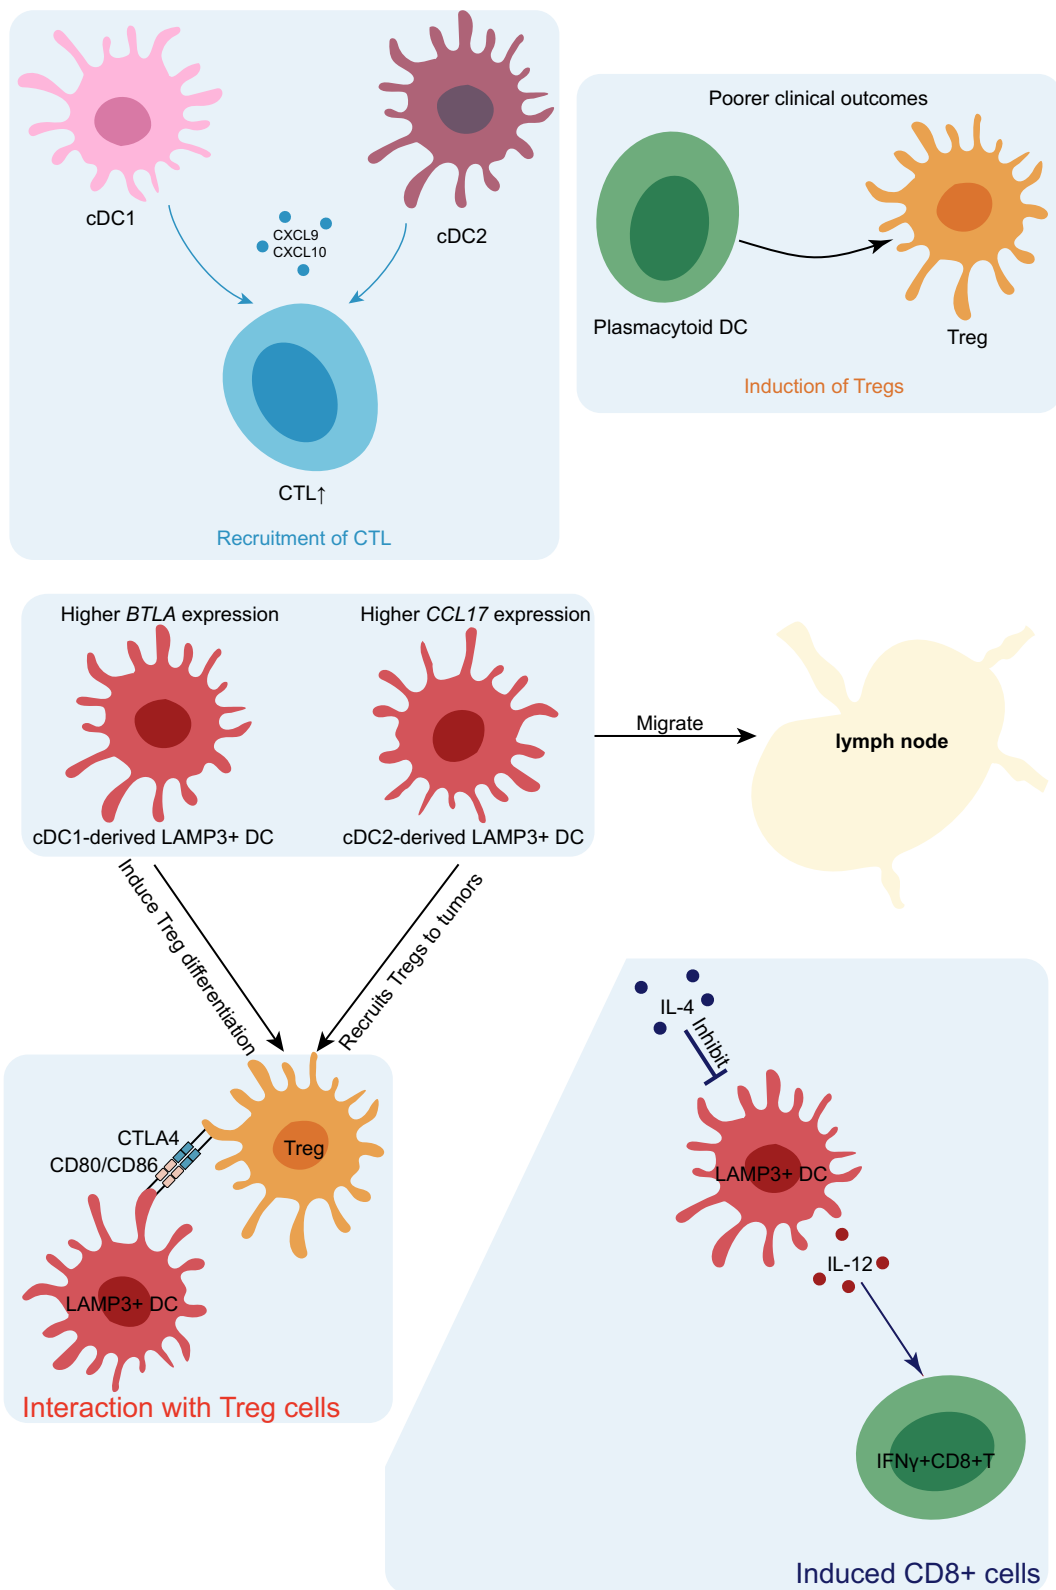 cDC1
cDC2
CXCL9
CXCL10
CTL↑
Recruitment of CTL
Poorer clinical outcomes
Plasmacytoid DC
Treg
Induction of Tregs
Higher BTLA expression
Higher CCL17 expression
cDC1-derived LAMP3+ DC
cDC2-derived LAMP3+ DC
Migrate
lymph node
Induce Treg differentiation
Recruits Tregs to tumors
CTLA4
CD80/CD86
Treg
LAMP3+ DC
Interaction with Treg cells
IL-4
Inhibit
LAMP3+ DC
IL-12
IFNγ+CD8+T
Induced CD8+ cells